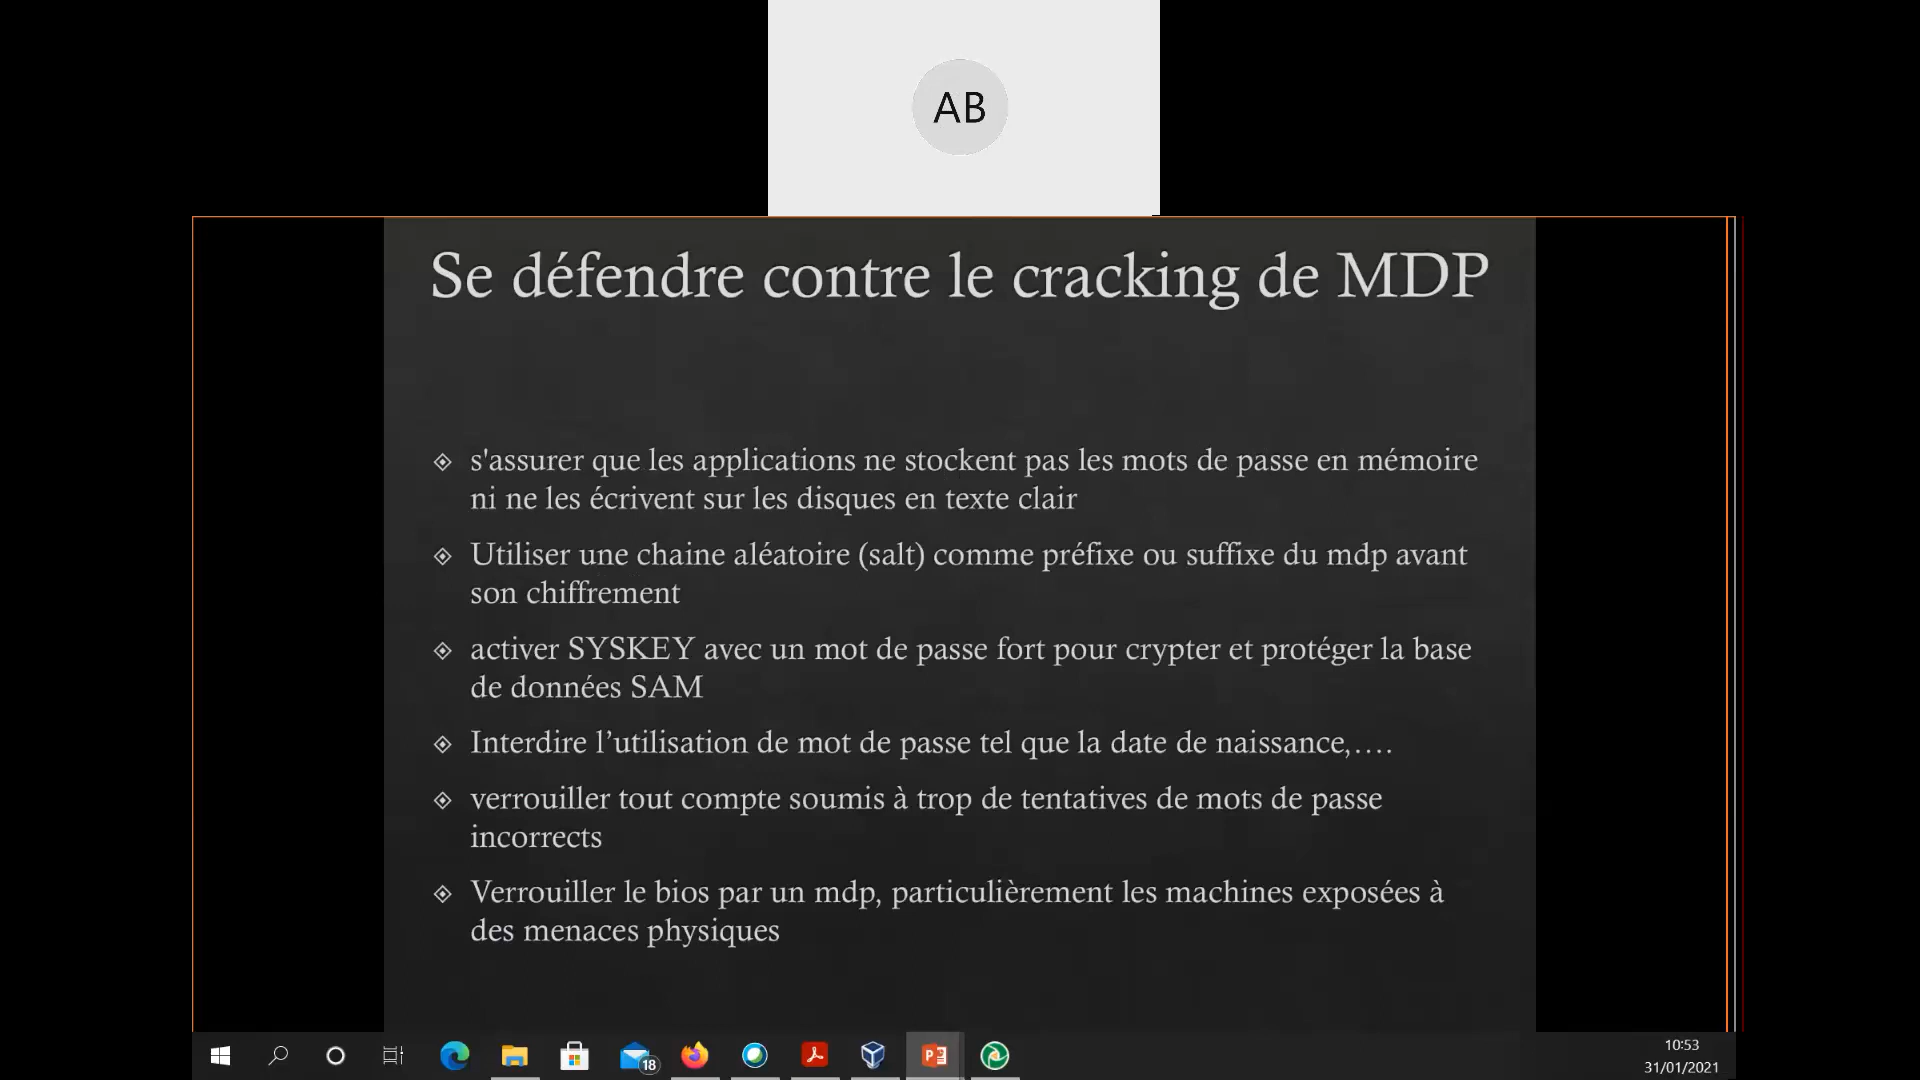 AB
Se défendre contre le cracking de MDP
s'assurer que les applications ne stockent pas les mots de passe en mémoire
ni ne les écrivent sur les disques en texte clair
Utiliser une chaine aléatoire (salt) comme préfixe ou suffixe du mdp avant
son chiffrement
activer SYSKEY avec un mot de passe fort pour crypter et protéger la base
de données SAM
Interdire l’utilisation de mot de passe tel que la date de naissance,….
verrouiller tout compte soumis à trop de tentatives de mots de passe
incorrects
Verrouiller le bios par un mdp, particulièrement les machines exposées à
des menaces physiques
18
10:53
31/01/2021